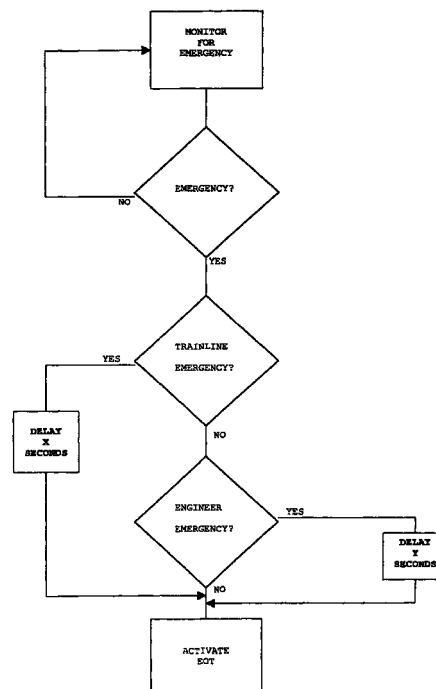 MONITOR
FOR
EMERGENCY
EMERGENCY?
NO
YES
TRAINLINE
EMERGENCY?
YES
NO
DELAY
X
SECONDS
ENGINEER
EMERGENCY?
YES
NO
DELAY
Y
SECONDS
ACTIVATE
EOT